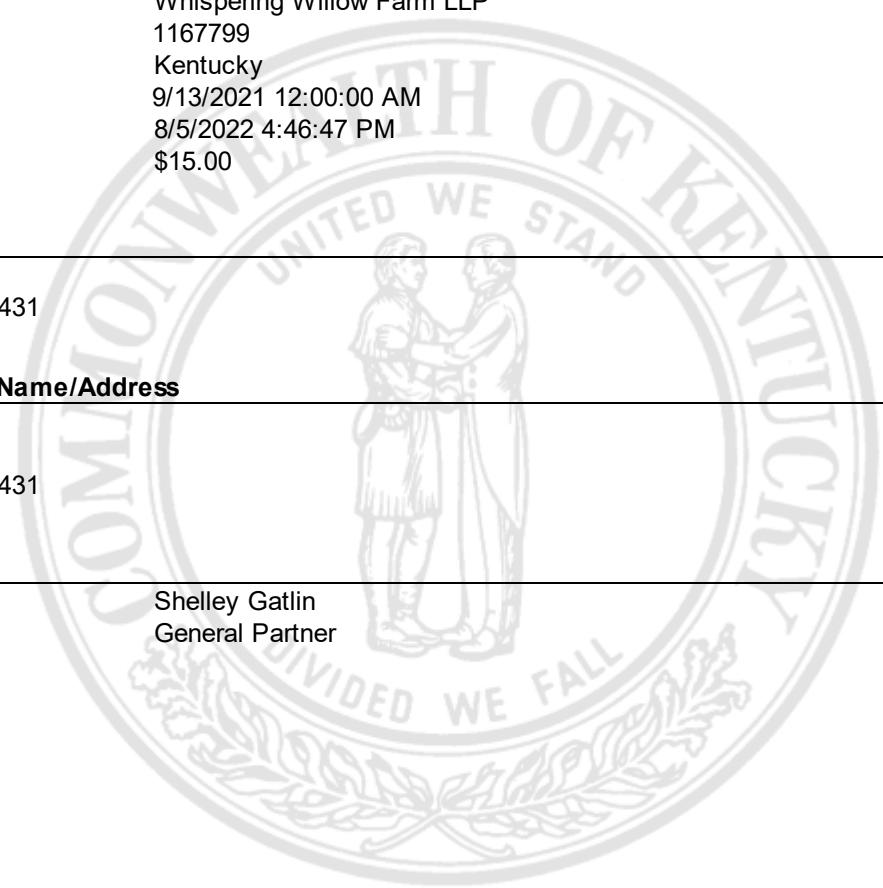 Whispering Willow Farm LLP
1167799
Kentucky
9/13/2021 12:00:00 AM
8/5/2022 4:46:47 PM
$15.00
431
Name/Address
431
Shelley Gatlin
General Partner
COMMONWEALTH OF KENTUCKY
UNITED WE STAND
DIVIDED WE FALL